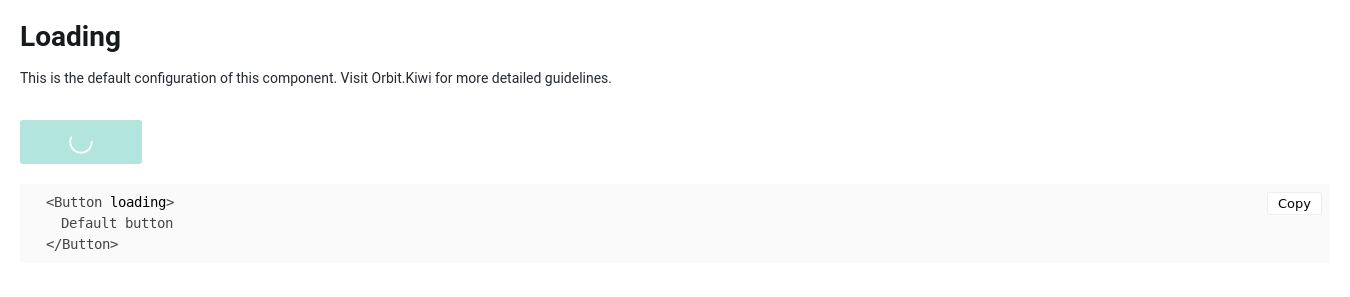 Loading
This is the default configuration of this component. Visit Orbit.Kiwi for more detailed guidelines.
<Button loading>
Copy
Default button
</Button>